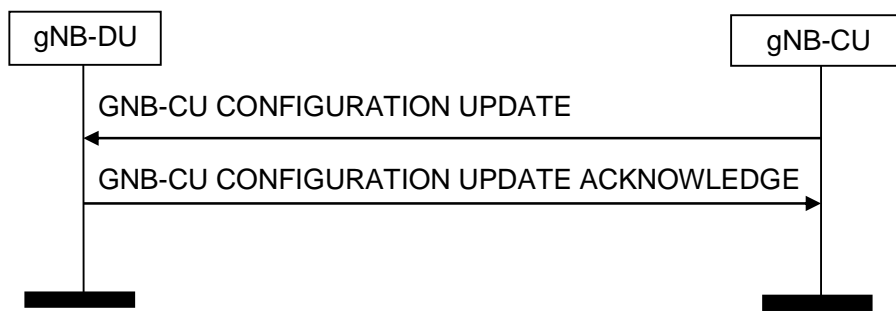 gNB-DU
gNB-CU
GNB-CU CONFIGURATION UPDATE
GNB-CU CONFIGURATION UPDATE ACKNOWLEDGE